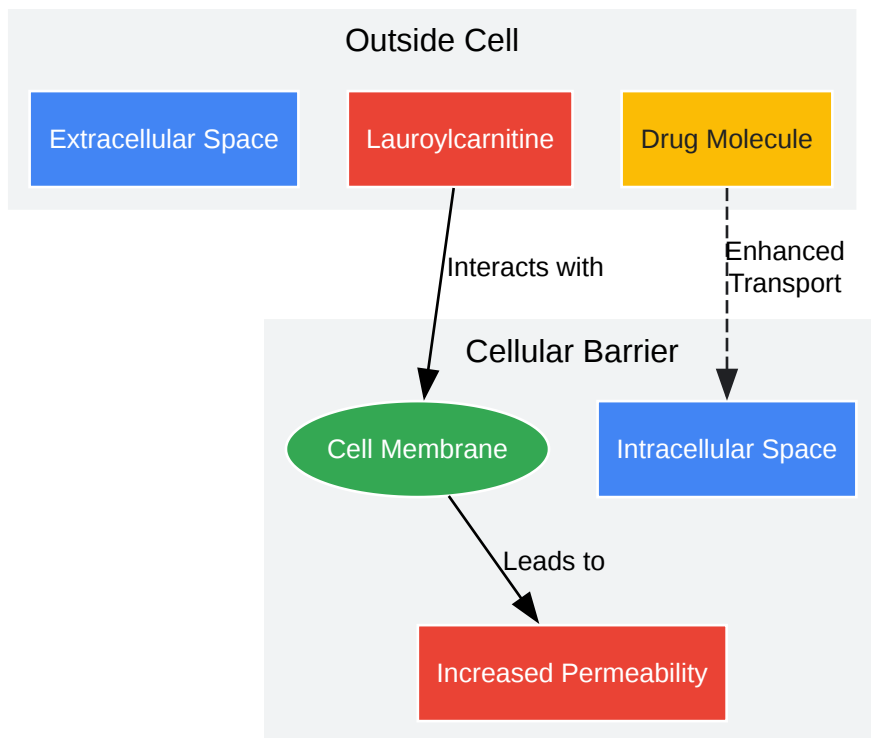 Outside Cell
Extracellular Space
Lauroylcarnitine
Drug Molecule
Interacts with
Enhanced
Transport
Cellular Barrier
Cell Membrane
Intracellular Space
Leads to
Increased Permeability